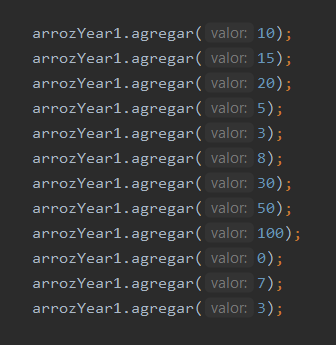 arrozYear1.agregar( valor: 10);
arrozYear1.agregar( valor: 15);
arrozYear1.agregar( valor: 20);
arrozYear1.agregar( valor: 5);
arrozYear1.agregar( valor: 3);
arrozYear1.agregar( valor: 8);
arrozYear1.agregar( valor: 30);
arrozYear1.agregar( valor: 50);
arrozYear1.agregar( valor: 100);
arrozYear1.agregar( valor: 0);
arrozYear1.agregar( valor: 7);
arrozYear1.agregar( valor: 3);